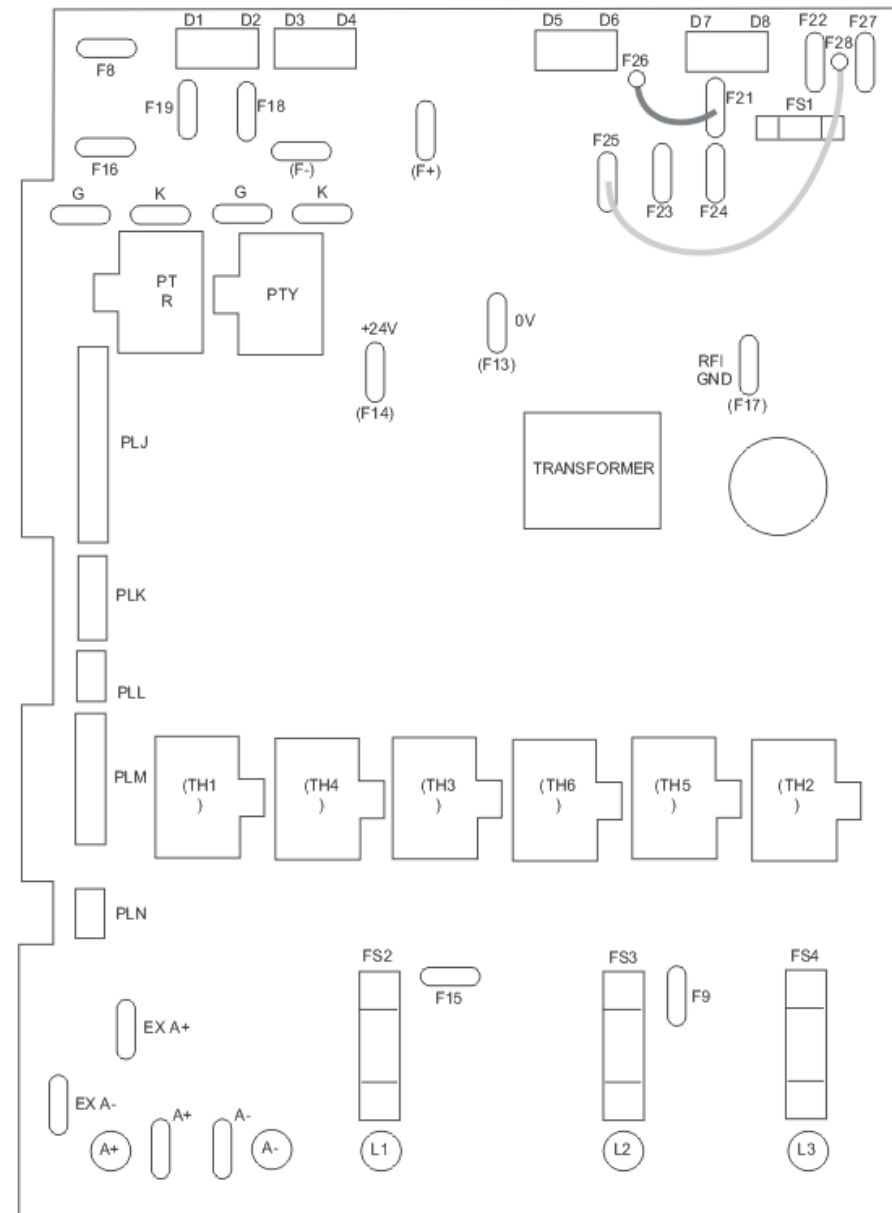 D1 D2 D3 D4 D5 D6 D7 D8 F22 F27
F8
F26
F28
F19
F18
F21
FS1
F25
F16
(F-)
(F+)
G K G K
F23
F24
PT
R
PTY
+24V
0V
(F13)
(F14)
RFI
GND
(F17)
PLJ
TRANSFORMER
PLK
PLL
PLM
(TH1
)
(TH4
)
(TH3
)
(TH6
)
(TH5
)
(TH2
)
PLN
FS2
FS3
FS4
F15
F9
EX A+
EX A-
A+
A-
A+
A-
L1
L2
L3